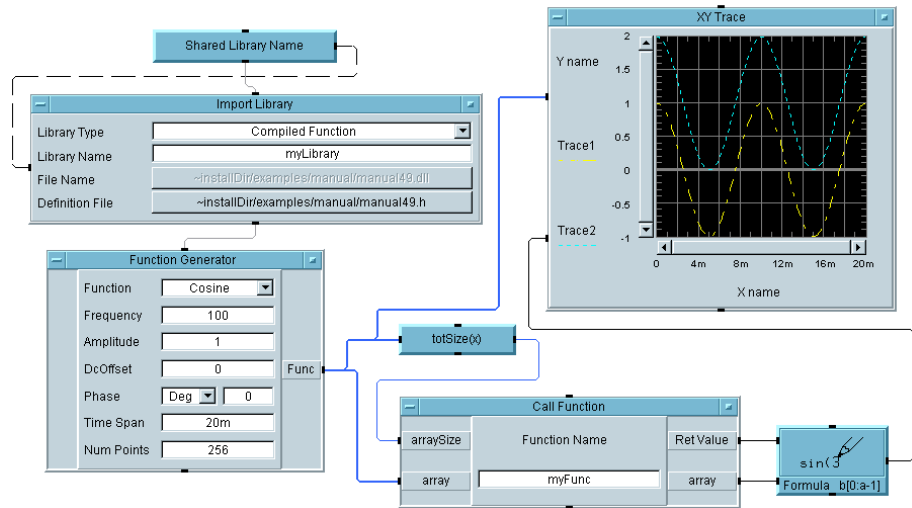 Shared Library Name
Import Library
Library Type Compiled Function
Library Name myLibrary
File Name ~installDir/examples/manual/manual49.dll
Definition File ~installDir/examples/manual/manual49.h
Function Generator
Function Cosine
Frequency 100
Amplitude 1
DcOffset 0
Phase Deg 0
Time Span 20m
Num Points 256
Func
totSize(x)
XY Trace
Y name
Trace1
Trace2
2
1.5
1
0.5
0
-0.5
-1
0 4m 8m 12m 16m 20m
X name
Call Function
arraySize Function Name Ret Value
array myFunc array
sin(3
Formula b[0:a-1]